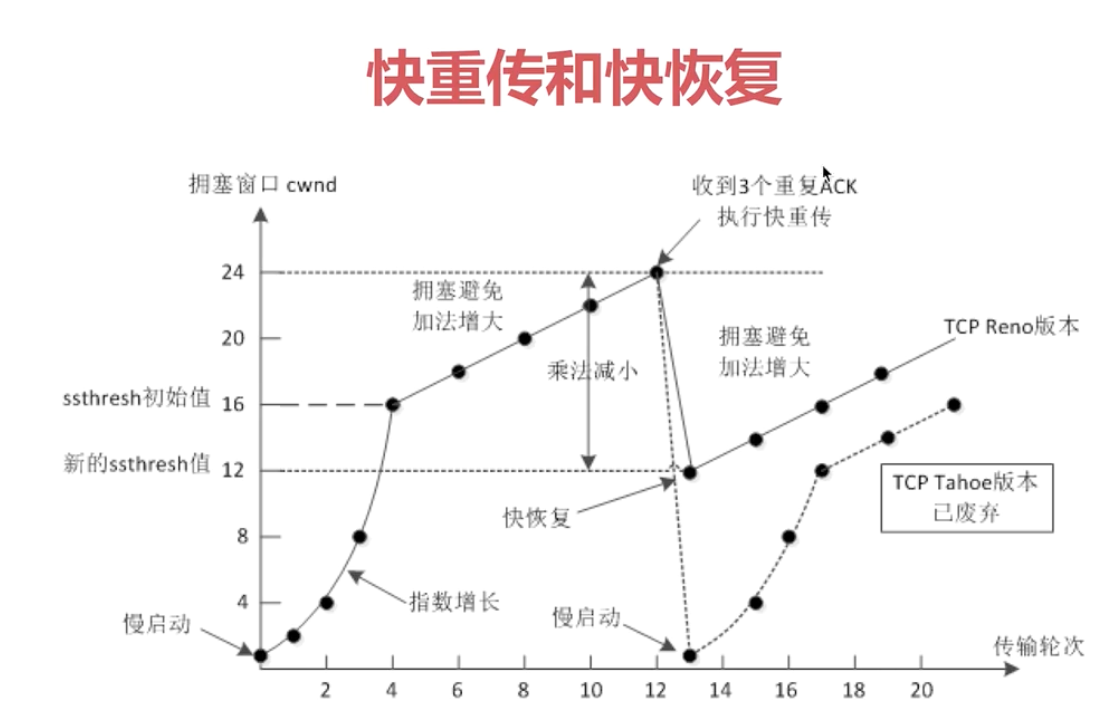 快重传和快恢复
拥塞窗口 cwnd
收到3个重复ACK
执行快重传
24
拥塞避免
加法增大
20
拥塞避免
加法增大
TCP Reno版本
乘法减小
ssthresh初始值
16
新的ssthresh值
12
TCP Tahoe版本
已废弃
快恢复
8
指数增长
4
慢启动
慢启动
传输轮次
2 4 6 8 10 12 14 16 18 20